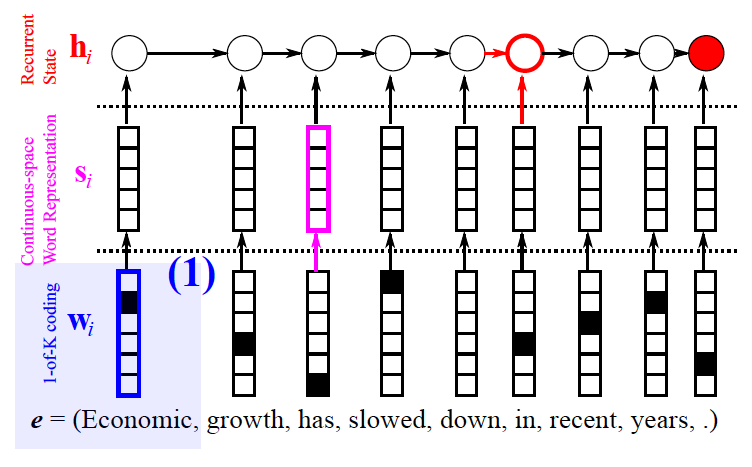 Recurrent
State
h_i
Continuous-space
Word Representation
s_i
(1)
1-of-K coding
w_i
e = (Economic, growth, has, slowed, down, in, recent, years, .)